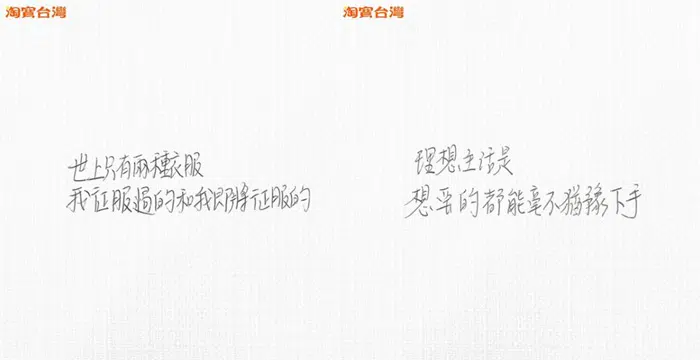 淘寶台灣
世上只有兩種衣服
我征服過的和我即將征服的
淘寶台灣
理想生活是
想要的都能毫不猶豫下手